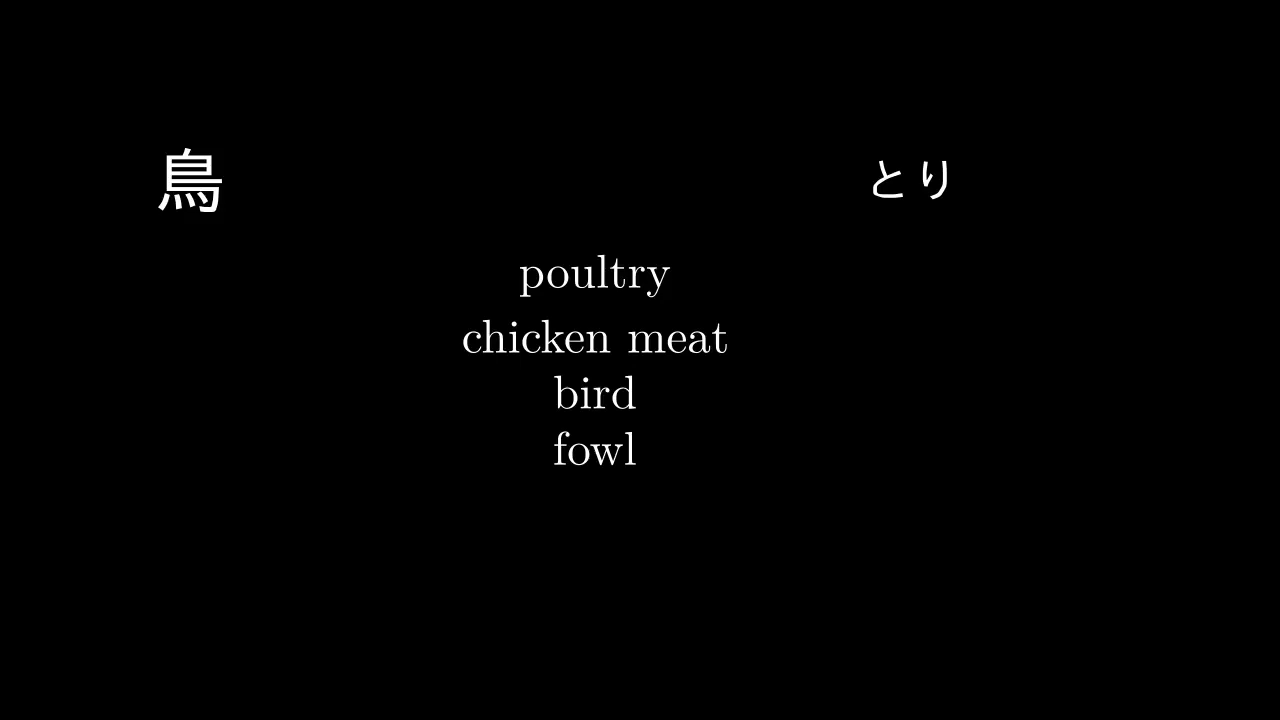 鳥 とり
poultry
chicken meat
bird
fowl